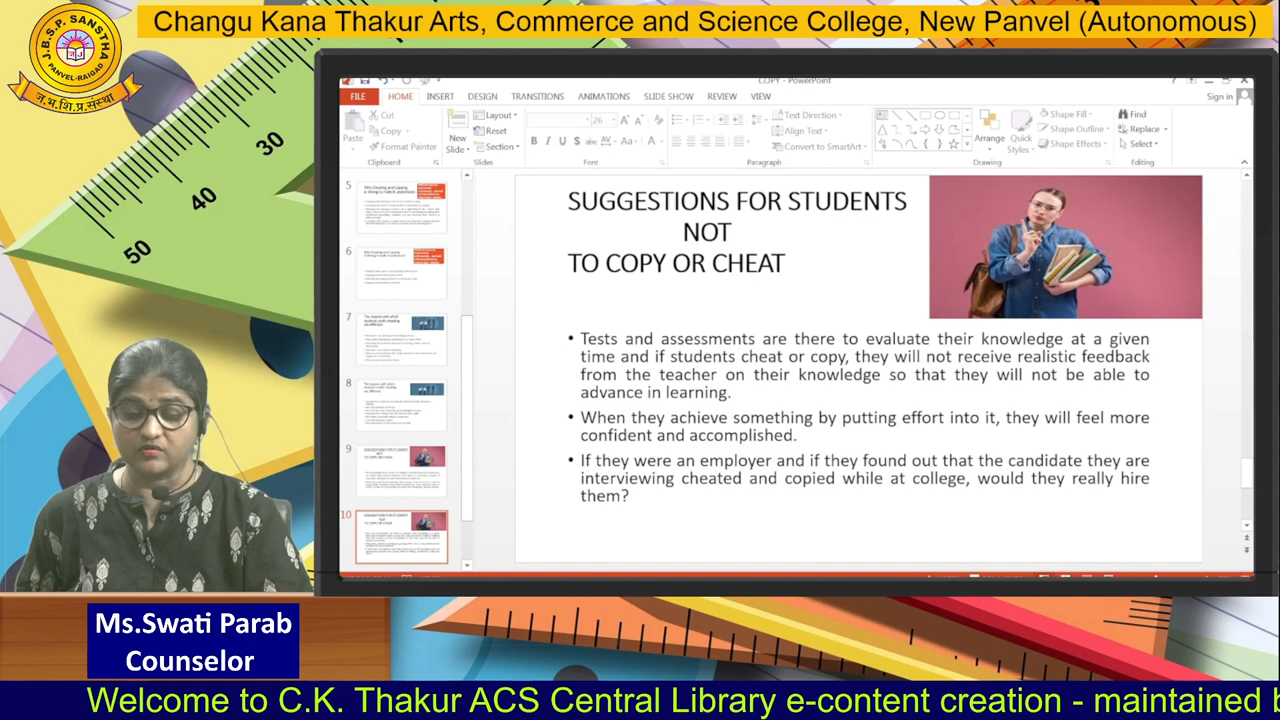 Changu Kana Thakur Arts, Commerce and Science College, New Panvel (Autonomous)
J.B.S.P. SANSTHA
PANVEL-RAIGAD
ज.भ.शि.प्र.संस्था
30
40
50
COPY - PowerPoint
FILE HOME INSERT DESIGN TRANSITIONS ANIMATIONS SLIDE SHOW REVIEW VIEW Sign in
Paste
Cut
Copy
Format Painter
Clipboard
New
Slide
Layout
Reset
Section
Slides
26
Font
Text Direction
Align Text
Convert to SmartArt
Paragraph
Arrange
Quick
Styles
Shape Fill
Shape Outline
Shape Effects
Drawing
Find
Replace
Select
Editing
5
6
7
8
9
10
SUGGESTIONS FOR STUDENTS
NOT
TO COPY OR CHEAT
• Tests and assessments are there to evaluate their knowledge at a given
time and if students cheat or copy, they will not receive realistic feedback
from the teacher on their knowledge so that they will not be able to
advance in learning.
• When they achieve something by putting effort into it, they will feel more
confident and accomplished.
• If they were an employer and if they found out that the candidate they are
interviewing cheated and copied while at college, would they really hire
them?
Ms.Swati Parab
Counselor
Welcome to C.K. Thakur ACS Central Library e-content creation - maintained